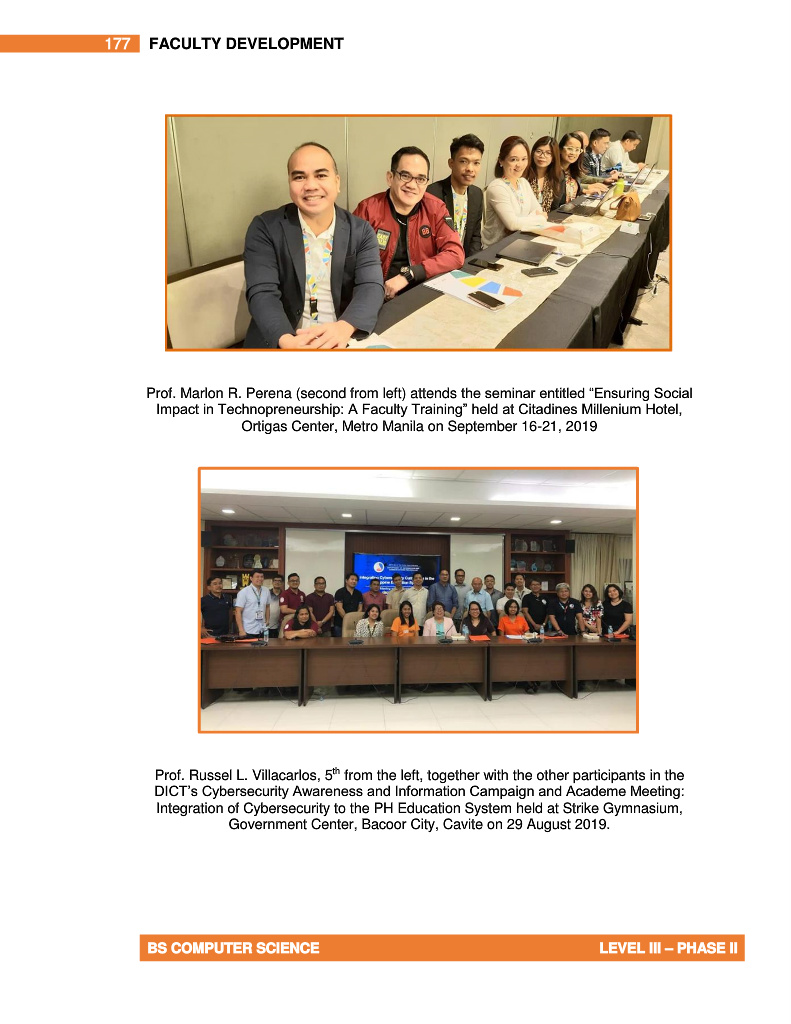 177 FACULTY DEVELOPMENT
Prof. Marlon R. Perena (second from left) attends the seminar entitled “Ensuring Social
Impact in Technopreneurship: A Faculty Training” held at Citadines Millenium Hotel,
Ortigas Center, Metro Manila on September 16-21, 2019
Integrating
in the
Prof. Russel L. Villacarlos, 5th from the left, together with the other participants in the
DICT’s Cybersecurity Awareness and Information Campaign and Academe Meeting:
Integration of Cybersecurity to the PH Education System held at Strike Gymnasium,
Government Center, Bacoor City, Cavite on 29 August 2019.
BS COMPUTER SCIENCE LEVEL III – PHASE II